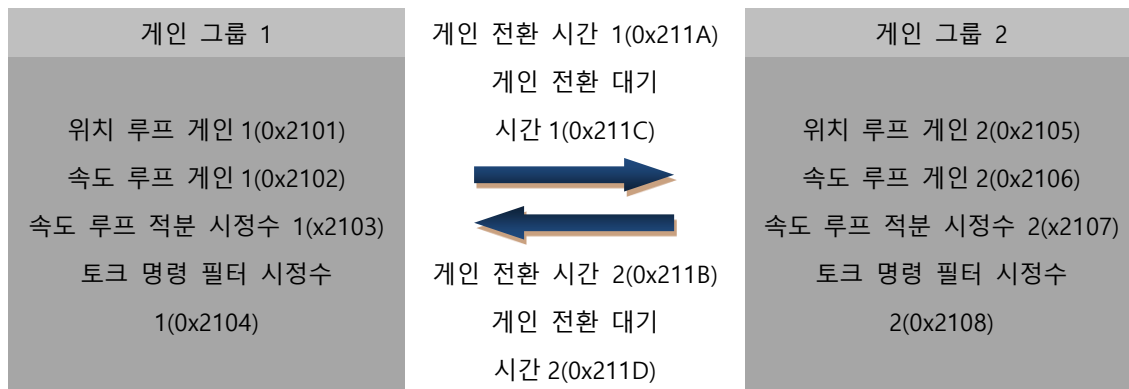 게인 그룹 1
위치 루프 게인 1(0x2101)
속도 루프 게인 1(0x2102)
속도 루프 적분 시정수 1(x2103)
토크 명령 필터 시정수
1(0x2104)
게인 전환 시간 1(0x211A)
게인 전환 대기
시간 1(0x211C)
게인 전환 시간 2(0x211B)
게인 전환 대기
시간 2(0x211D)
게인 그룹 2
위치 루프 게인 2(0x2105)
속도 루프 게인 2(0x2106)
속도 루프 적분 시정수 2(x2107)
토크 명령 필터 시정수
2(0x2108)